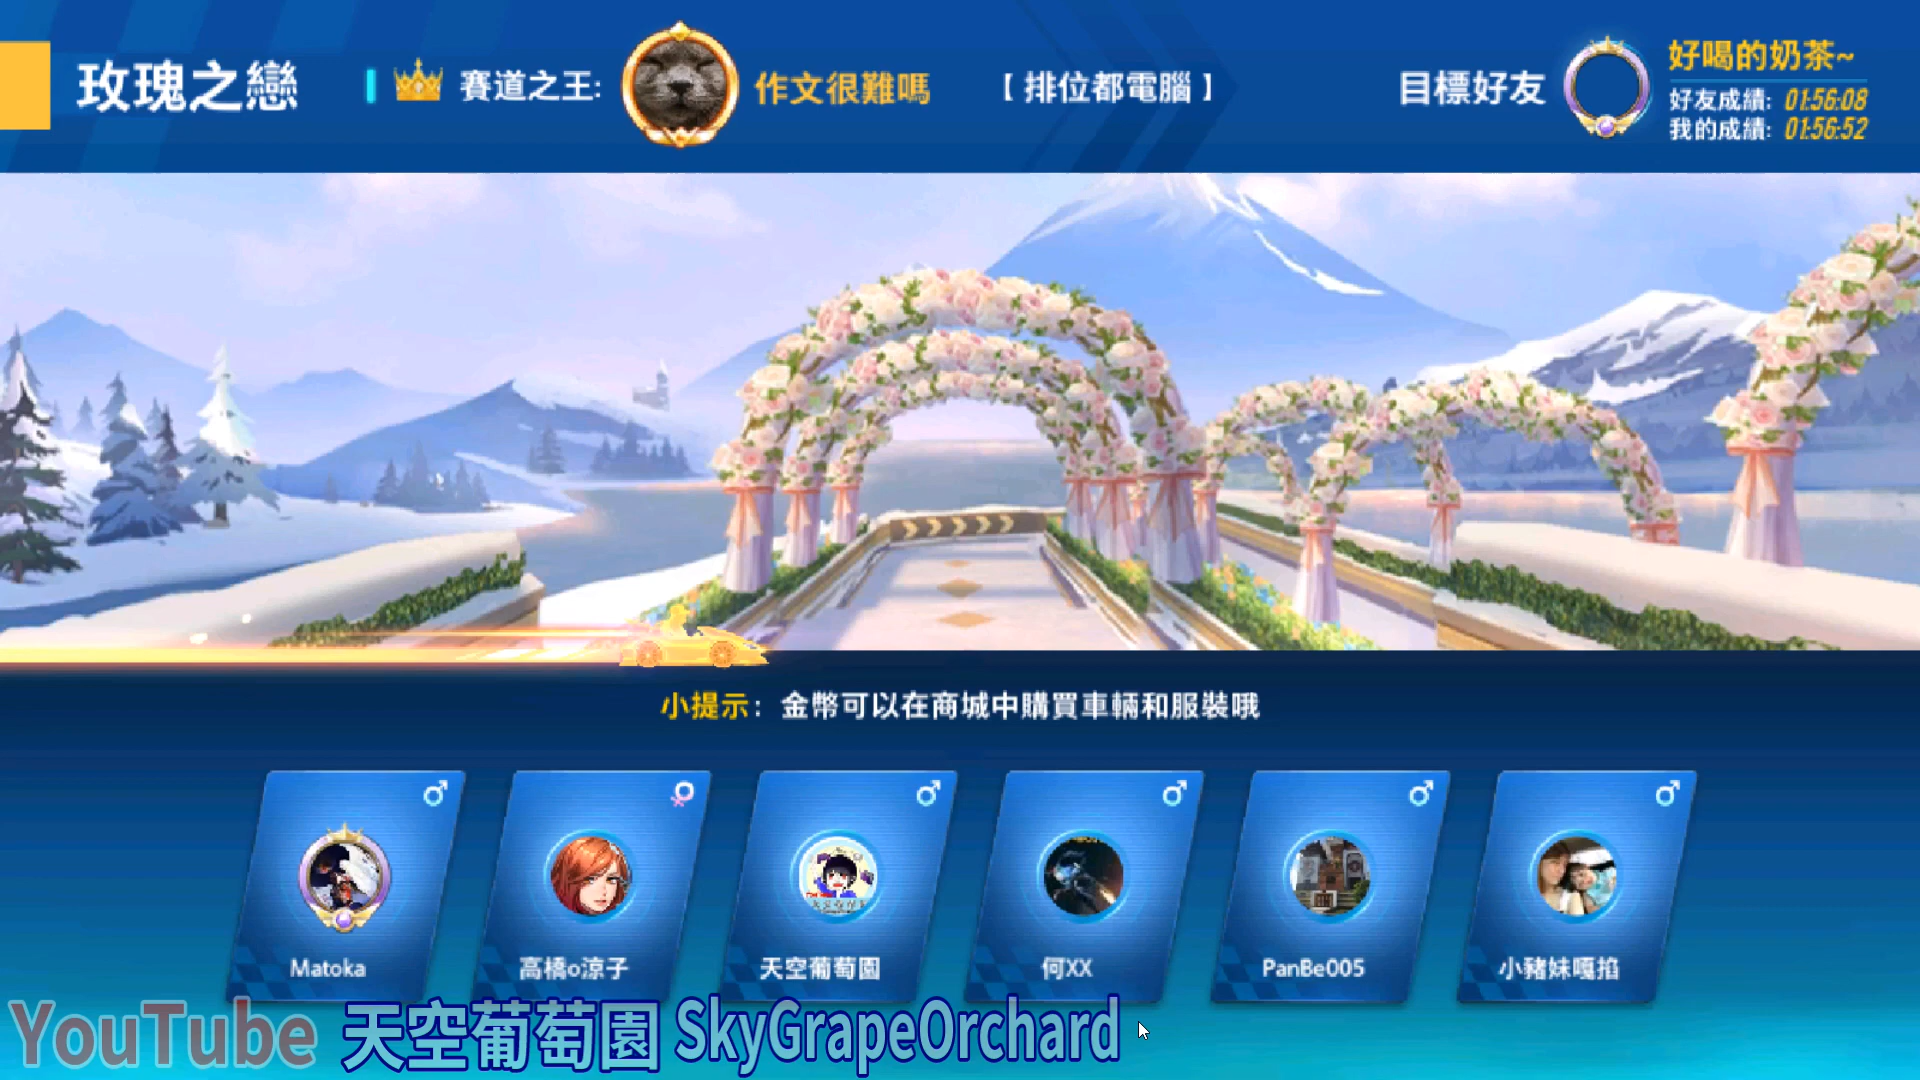 玫瑰之戀
賽道之王:
作文很難嗎
【排位都電腦】
目標好友
好喝的奶茶~
好友成績: 01:56:08
我的成績: 01:56:52
小提示: 金幣可以在商城中購買車輛和服裝哦
Matoka
高橋o涼子
天空葡萄園
何XX
PanBe005
小豬妹嘎掐
YouTube 天空葡萄園 SkyGrapeOrchard